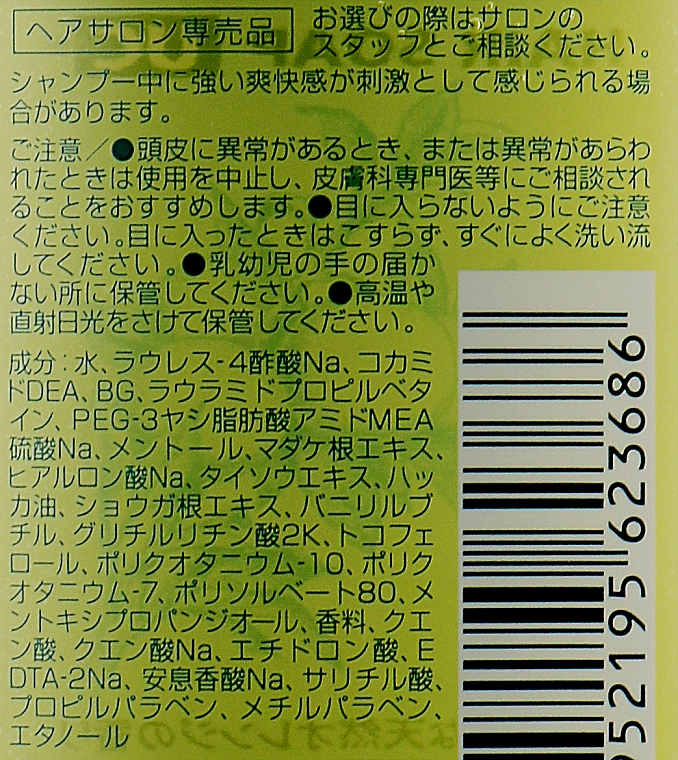 ヘアサロン専売品
お選びの際はサロンの
スタッフとご相談ください。
シャンプー中に強い爽快感が刺激として感じられる場
合があります。
ご注意／●頭皮に異常があるとき、または異常があらわ
れたときは使用を中止し、皮膚科専門医等にご相談され
ることをおすすめします。●目に入らないようにご注意
ください。目に入ったときはこすらず、すぐによく洗い流
してください。●乳幼児の手の届か
ない所に保管してください。●高温や
直射日光をさけて保管してください。
成分：水、ラウレス-4酢酸Na、コカミ
ドDEA、BG、ラウラミドプロピルベタ
イン、PEG-3ヤシ脂肪酸アミドMEA
硫酸Na、メントール、マダケ根エキス、
ヒアルロン酸Na、タイソウエキス、ハッ
カ油、ショウガ根エキス、バニリルブ
チル、グリチルリチン酸2K、トコフェ
ロール、ポリクオタニウム-10、ポリク
オタニウム-7、ポリソルベート80、メ
ントキシプロパンジオール、香料、クエ
ン酸、クエン酸Na、エチドロン酸、E
DTA-2Na、安息香酸Na、サリチル酸、
プロピルパラベン、メチルパラベン、
エタノール
952195 623686